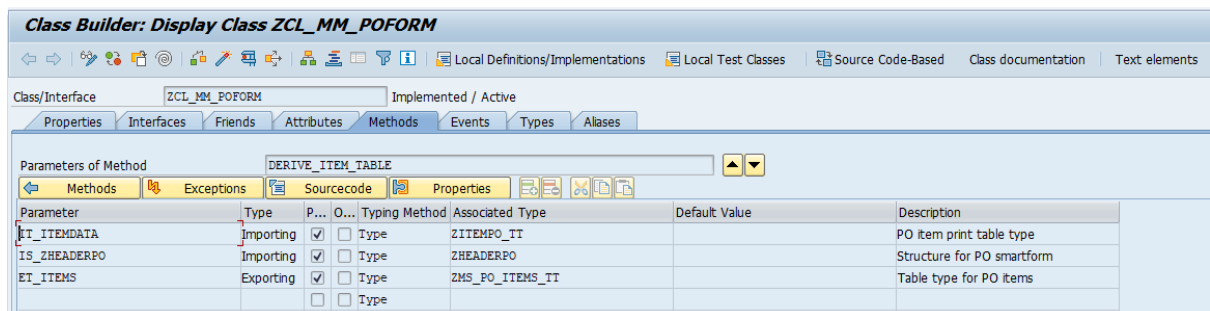 Class Builder: Display Class ZCL_MM_POFORM
Local Definitions/Implementations Local Test Classes Source Code-Based Class documentation Text elements
Class/Interface ZCL_MM_POFORM Implemented / Active
Properties Interfaces Friends Attributes Methods Events Types Aliases
Parameters of Method DERIVE_ITEM_TABLE
Methods Exceptions Sourcecode Properties
Parameter Type P... O... Typing Method Associated Type Default Value Description
IT_ITEMDATA Importing Type ZITEMPO_TT PO item print table type
IS_ZHEADERPO Importing Type ZHEADERPO Structure for PO smartform
ET_ITEMS Exporting Type ZMS_PO_ITEMS_TT Table type for PO items
Type